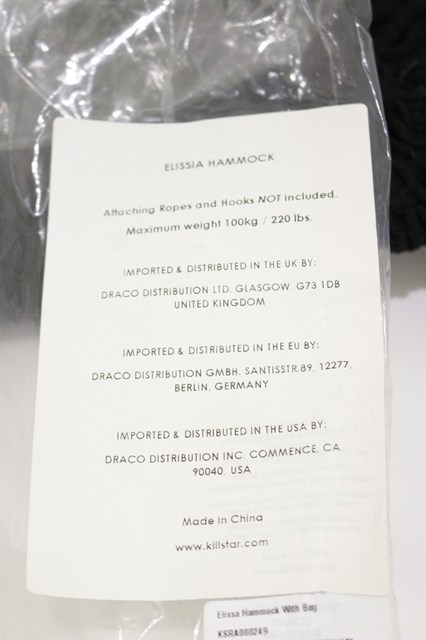 ELISSIA HAMMOCK
Attaching Ropes and Hooks NOT included.
Maximum weight 100kg / 220 lbs.
IMPORTED & DISTRIBUTED IN THE UK BY:
DRACO DISTRIBUTION LTD. GLASGOW G73 1DB
UNITED KINGDOM
IMPORTED & DISTRIBUTED IN THE EU BY:
DRACO DISTRIBUTION GMBH, SANTISSTR.89, 12277,
BERLIN, GERMANY
IMPORTED & DISTRIBUTED IN THE USA BY:
DRACO DISTRIBUTION INC. COMMENCE, CA
90040, USA
Made in China
www.killstar.com
Elissa Hammock With Bag
KSRA008249